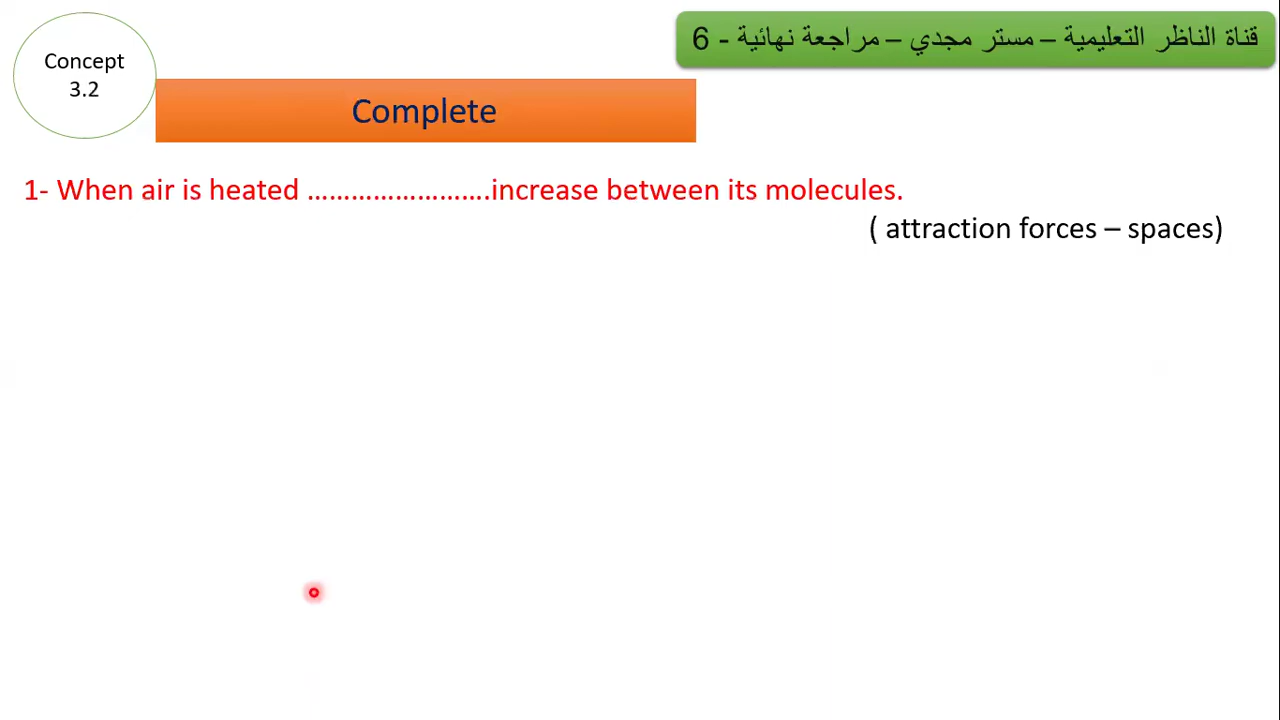 Concept
3.2
قناة الناظر التعليمية – مستر مجدي – مراجعة نهائية - 6
Complete
1- When air is heated …………………….increase between its molecules.
( attraction forces – spaces)